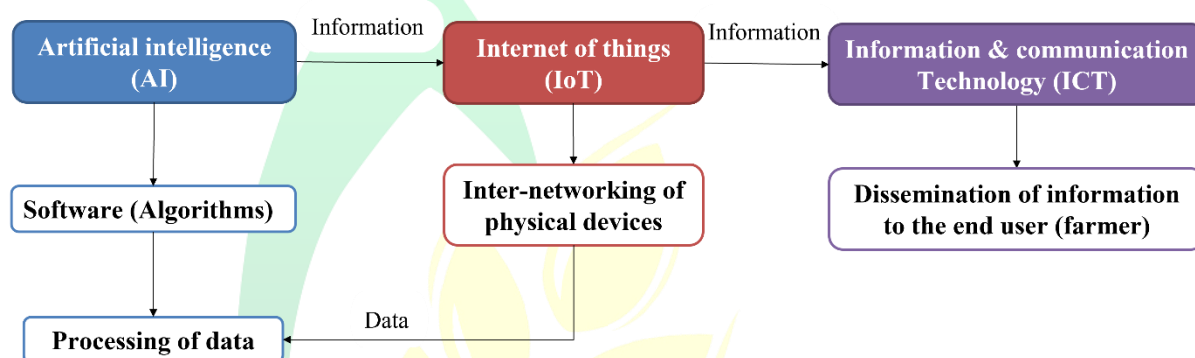 Artificial intelligence
(AI)
Information
Internet of things
(IoT)
Information
Information & communication
Technology (ICT)
Software (Algorithms)
Inter-networking of
physical devices
Dissemination of information
to the end user (farmer)
Processing of data
Data